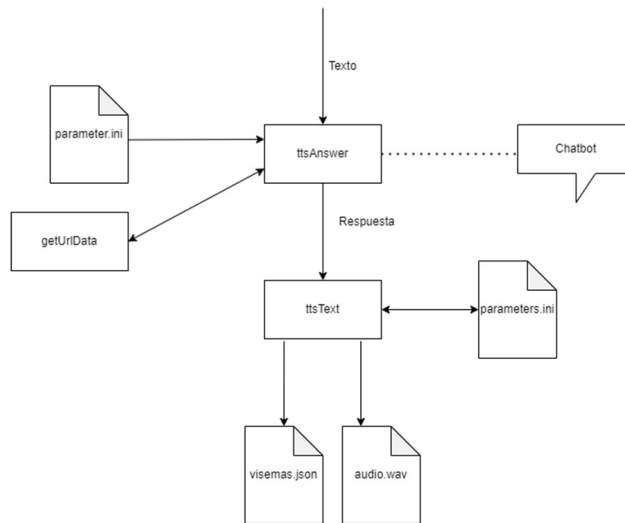 Texto
parameter.ini
ttsAnswer
Chatbot
Respuesta
getUrlData
ttsText
parameters.ini
visemas.json
audio.wav